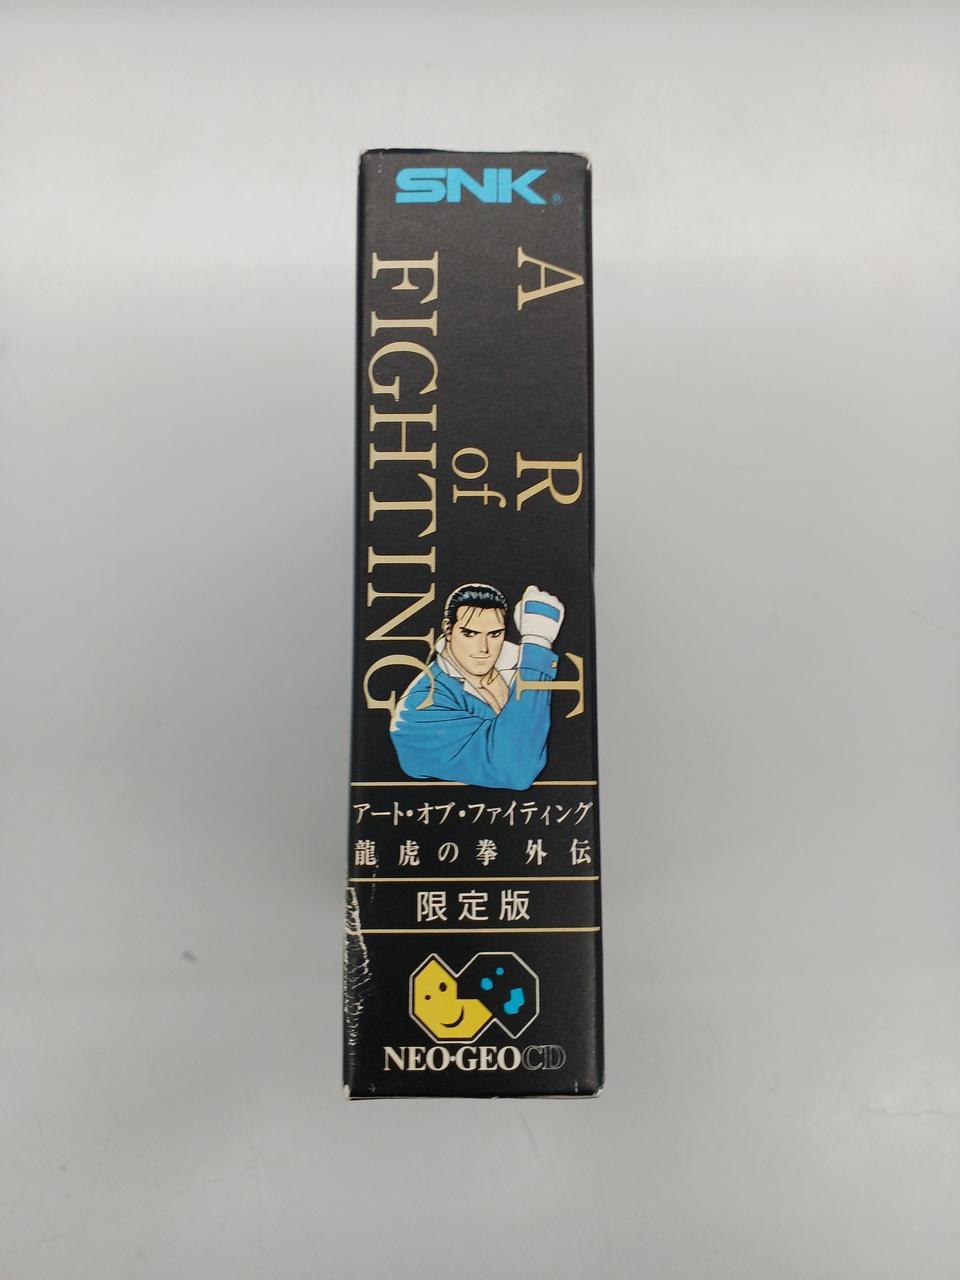 SNK®
ART
of
FIGHTING
アート・オブ・ファイティング
龍虎の拳 外伝
限定版
NEO·GEO CD